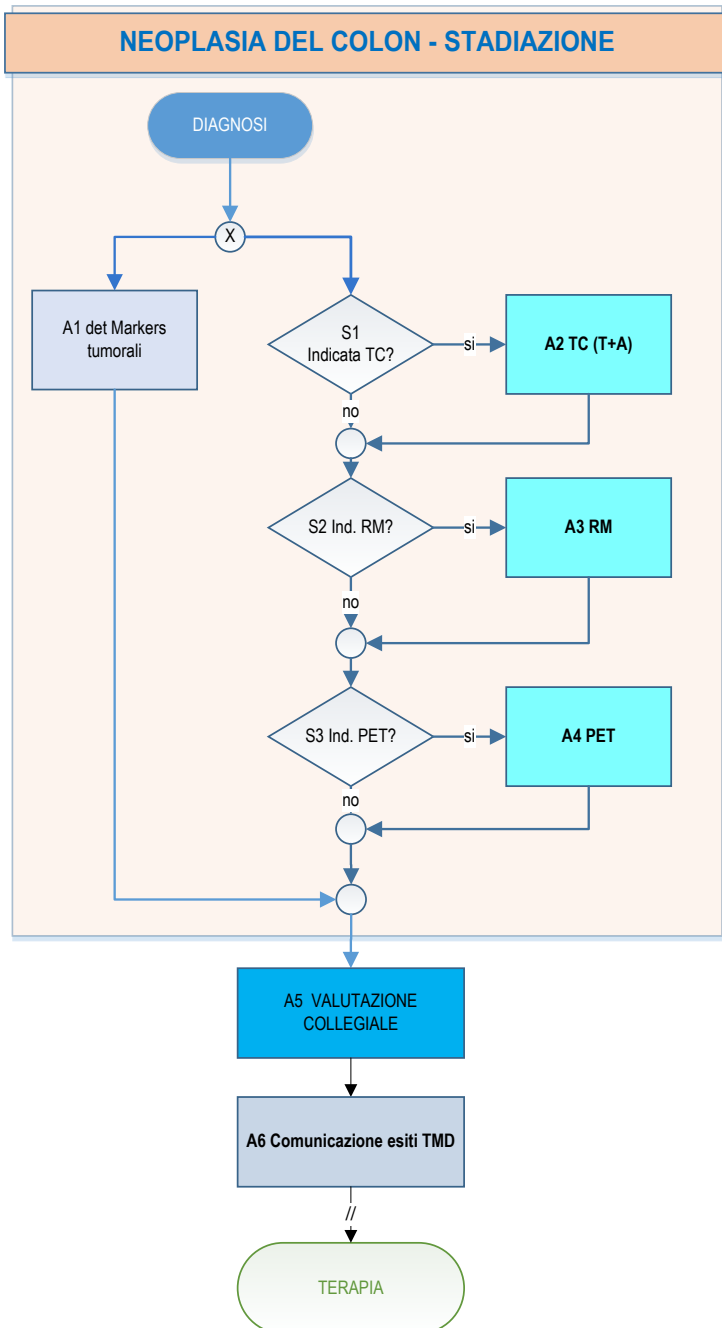 NEOPLASIA DEL COLON - STADIAZIONE
DIAGNOSI
X
A1 det Markers
tumorali
S1
Indicata TC?
si
A2 TC (T+A)
no
S2 Ind. RM?
si
A3 RM
no
S3 Ind. PET?
si
A4 PET
no
A5 VALUTAZIONE
COLLEGIALE
A6 Comunicazione esiti TMD
//
TERAPIA